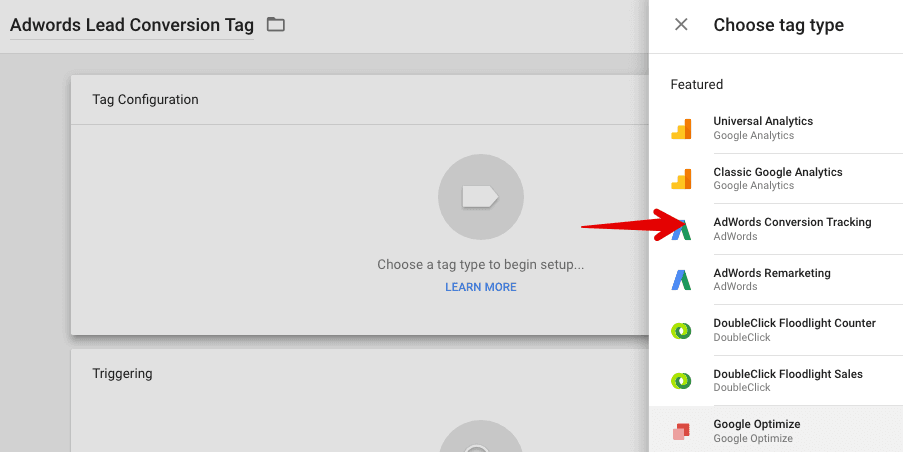 Adwords Lead Conversion Tag
Tag Configuration
Choose a tag type to begin setup...
LEARN MORE
Triggering
Choose tag type
Featured
Universal Analytics
Google Analytics
Classic Google Analytics
Google Analytics
AdWords Conversion Tracking
AdWords
AdWords Remarketing
AdWords
DoubleClick Floodlight Counter
DoubleClick
DoubleClick Floodlight Sales
DoubleClick
Google Optimize
Google Optimize